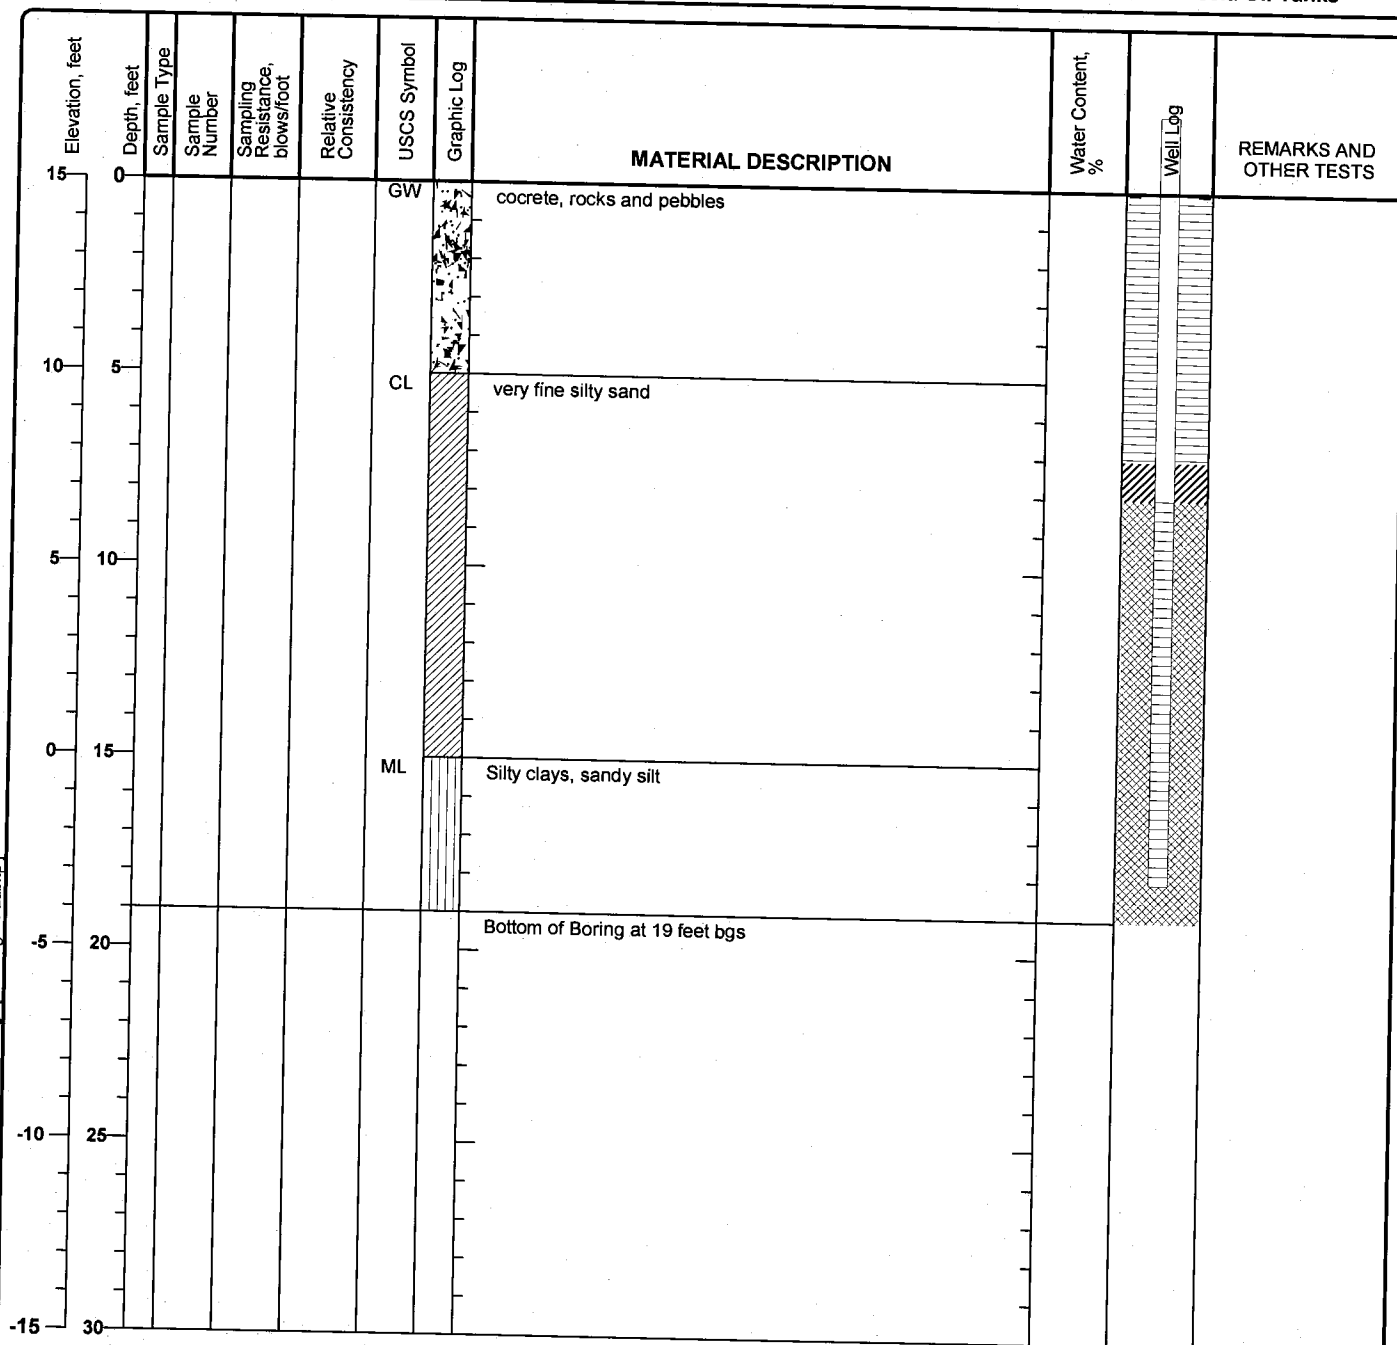 Tanks
Elevation, feet
Depth, feet
Sample Type
Sample
Number
Sampling
Resistance,
blows/foot
Relative
Consistency
USCS Symbol
Graphic Log
MATERIAL DESCRIPTION
Water Content,
%
Well Log
REMARKS AND
OTHER TESTS
15
0
GW
cocrete, rocks and pebbles
10
5
CL
very fine silty sand
5
10
0
15
ML
Silty clays, sandy silt
Bottom of Boring at 19 feet bgs
-5
20
-10
25
-15
30